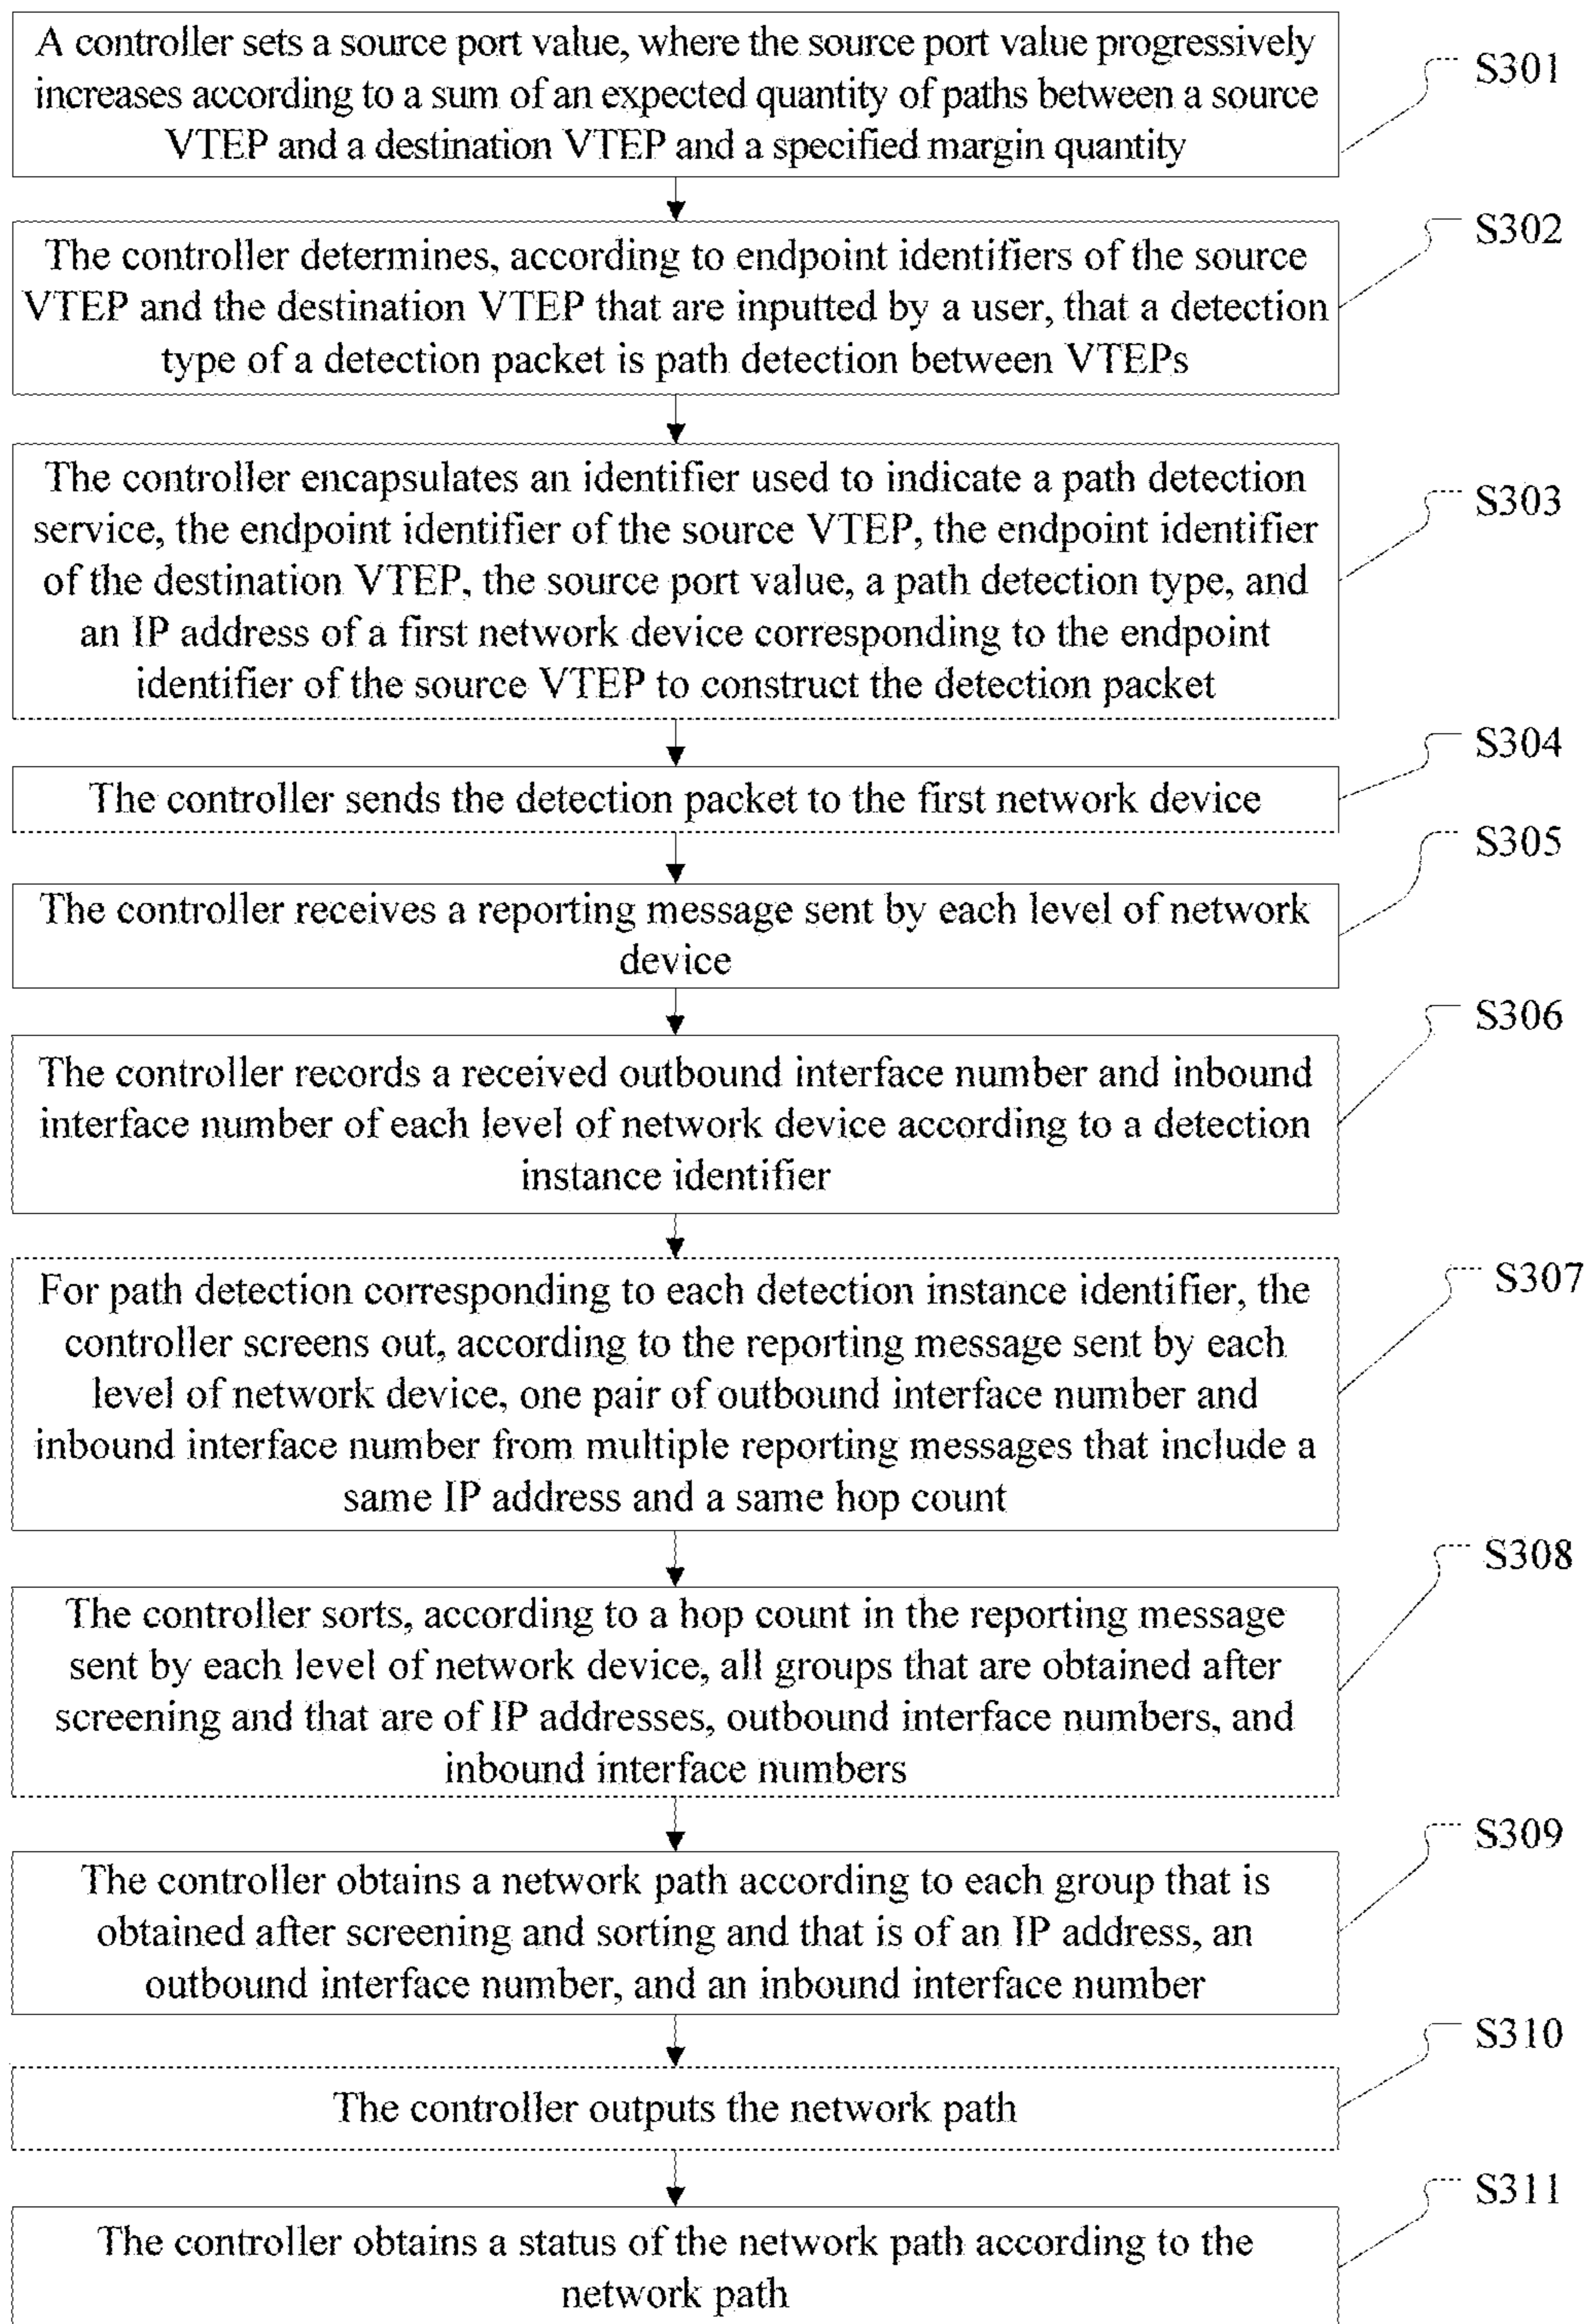 A controller sets a source port value, where the source port value progressively
increases according to a sum of an expected quantity of paths between a source
VTEP and a destination VTEP and a specified margin quantity
S301
The controller determines, according to endpoint identifiers of the source
VTEP and the destination VTEP that are inputted by a user, that a detection
type of a detection packet is path detection between VTEPs
S302
The controller encapsulates an identifier used to indicate a path detection
service, the endpoint identifier of the source VTEP, the endpoint identifier
of the destination VTEP, the source port value, a path detection type, and
an IP address of a first network device corresponding to the endpoint
identifier of the source VTEP to construct the detection packet
S303
The controller sends the detection packet to the first network device
S304
The controller receives a reporting message sent by each level of network
device
S305
The controller records a received outbound interface number and inbound
interface number of each level of network device according to a detection
instance identifier
S306
For path detection corresponding to each detection instance identifier, the
controller screens out, according to the reporting message sent by each
level of network device, one pair of outbound interface number and
inbound interface number from multiple reporting messages that include a
same IP address and a same hop count
S307
The controller sorts, according to a hop count in the reporting message
sent by each level of network device, all groups that are obtained after
screening and that are of IP addresses, outbound interface numbers, and
inbound interface numbers
S308
The controller obtains a network path according to each group that is
obtained after screening and sorting and that is of an IP address, an
outbound interface number, and an inbound interface number
S309
The controller outputs the network path
S310
The controller obtains a status of the network path according to the
network path
S311